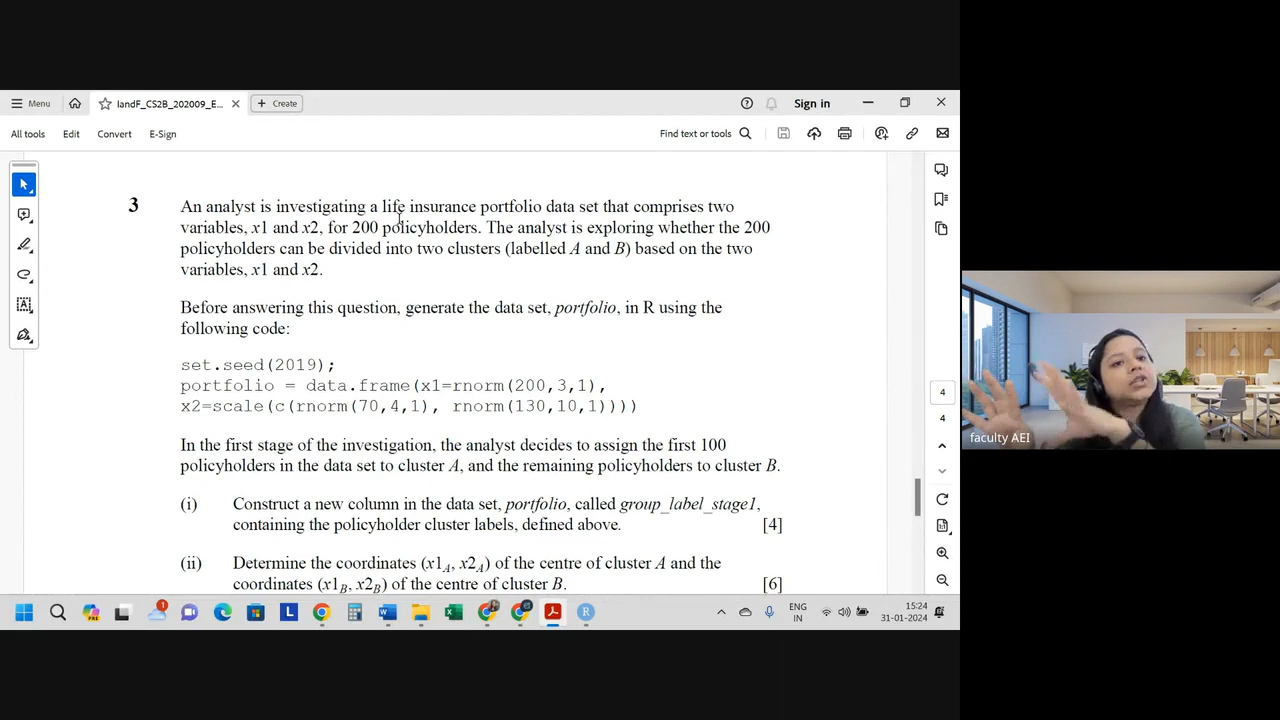 Menu
IandF_CS2B_202009_E...
Create
Sign in
All tools
Edit
Convert
E-Sign
Find text or tools
3
An analyst is investigating a life insurance portfolio data set that comprises two
variables, x1 and x2, for 200 policyholders. The analyst is exploring whether the 200
policyholders can be divided into two clusters (labelled A and B) based on the two
variables, x1 and x2.
Before answering this question, generate the data set, portfolio, in R using the
following code:
set.seed(2019);
portfolio = data.frame(x1=rnorm(200,3,1),
x2=scale(c(rnorm(70,4,1), rnorm(130,10,1))))
In the first stage of the investigation, the analyst decides to assign the first 100
policyholders in the data set to cluster A, and the remaining policyholders to cluster B.
(i) Construct a new column in the data set, portfolio, called group_label_stage1,
containing the policyholder cluster labels, defined above. [4]
(ii) Determine the coordinates (x1A, x2A) of the centre of cluster A and the
coordinates (x1B, x2B) of the centre of cluster B. [6]
4
4
faculty AEI
1
PRE
L
W
X
R
ENG
IN
15:24
31-01-2024